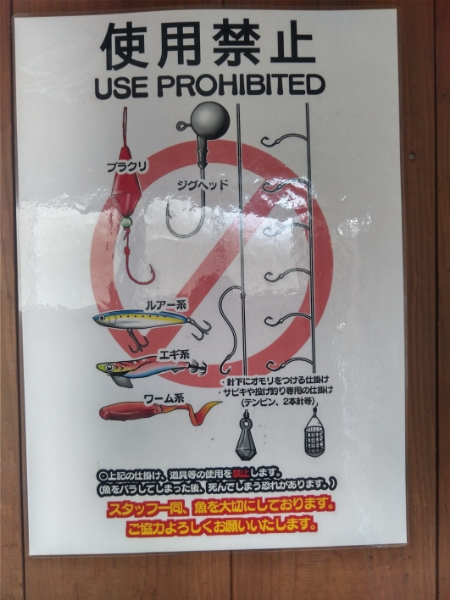 使用禁止
USE PROHIBITED
ブラクリ
ジグヘッド
ルアー系
エギ系
ワーム系
・針下にオモリをつける仕掛け
・サビキや投げ釣り専用の仕掛け
(テンビン、2本針等)
○上記の仕掛け、道具等の使用を禁止します。
(魚をバラしてしまった後、死んでしまう恐れがあります。)
スタッフ一同、魚を大切にしております。
ご協力よろしくお願いいたします。